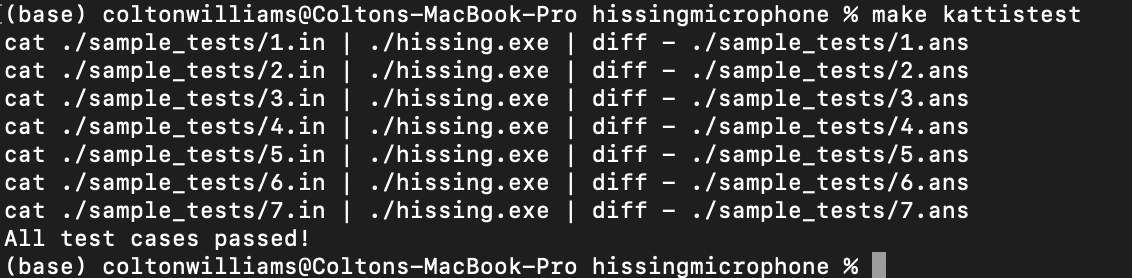 (base) coltonwilliams@Coltons-MacBook-Pro hissingmicrophone % make kattistest
cat ./sample_tests/1.in | ./hissing.exe | diff - ./sample_tests/1.ans
cat ./sample_tests/2.in | ./hissing.exe | diff - ./sample_tests/2.ans
cat ./sample_tests/3.in | ./hissing.exe | diff - ./sample_tests/3.ans
cat ./sample_tests/4.in | ./hissing.exe | diff - ./sample_tests/4.ans
cat ./sample_tests/5.in | ./hissing.exe | diff - ./sample_tests/5.ans
cat ./sample_tests/6.in | ./hissing.exe | diff - ./sample_tests/6.ans
cat ./sample_tests/7.in | ./hissing.exe | diff - ./sample_tests/7.ans
All test cases passed!
(base) coltonwilliams@Coltons-MacBook-Pro hissingmicrophone %